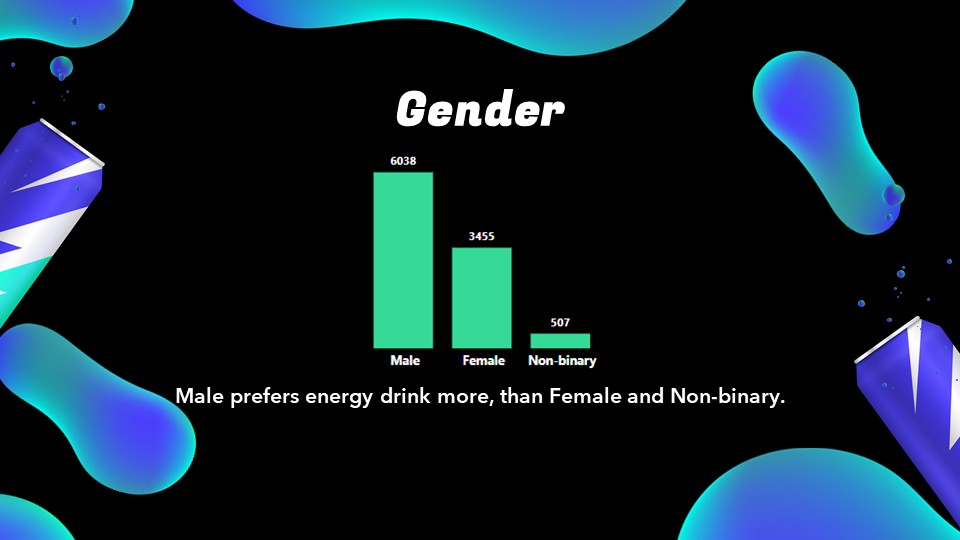 Gender
6038
3455
507
Male Female Non-binary
Male prefers energy drink more, than Female and Non-binary.